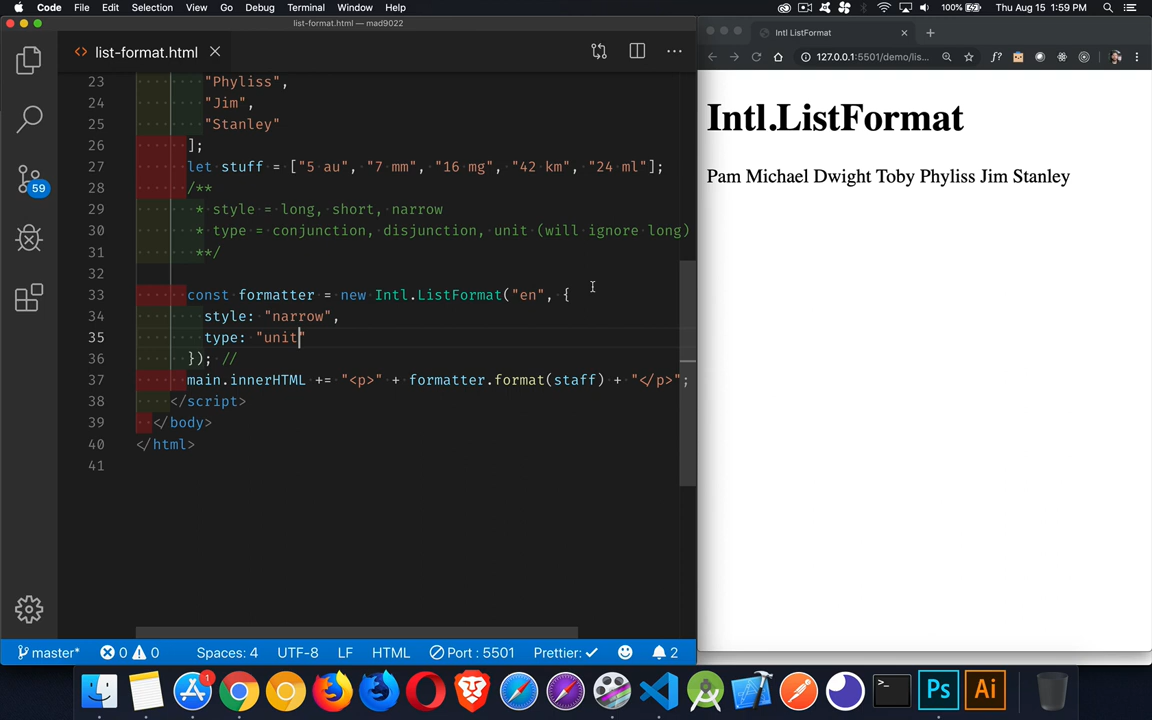 Code File Edit Selection View Go Debug Terminal Window Help 100% Thu Aug 15 1:59 PM
list-format.html — mad9022
list-format.html
23 "Phyliss",
24 "Jim",
25 "Stanley"
26 ];
27 let stuff = ["5 au", "7 mm", "16 mg", "42 km", "24 ml"];
28 /**
29 * style = long, short, narrow
30 * type = conjunction, disjunction, unit (will ignore long)
31 **/
32
33 const formatter = new Intl.ListFormat("en", {
34 style: "narrow",
35 type: "unit"
36 }); //
37 main.innerHTML += "<p>" + formatter.format(staff) + "</p>";
38 </script>
39 </body>
40 </html>
41
59
master* 0 0 Spaces: 4 UTF-8 LF HTML Port : 5501 Prettier: 2
Intl ListFormat
127.0.0.1:5501/demo/lis...
f?
Intl.ListFormat
Pam Michael Dwight Toby Phyliss Jim Stanley
1
Ps
Ai